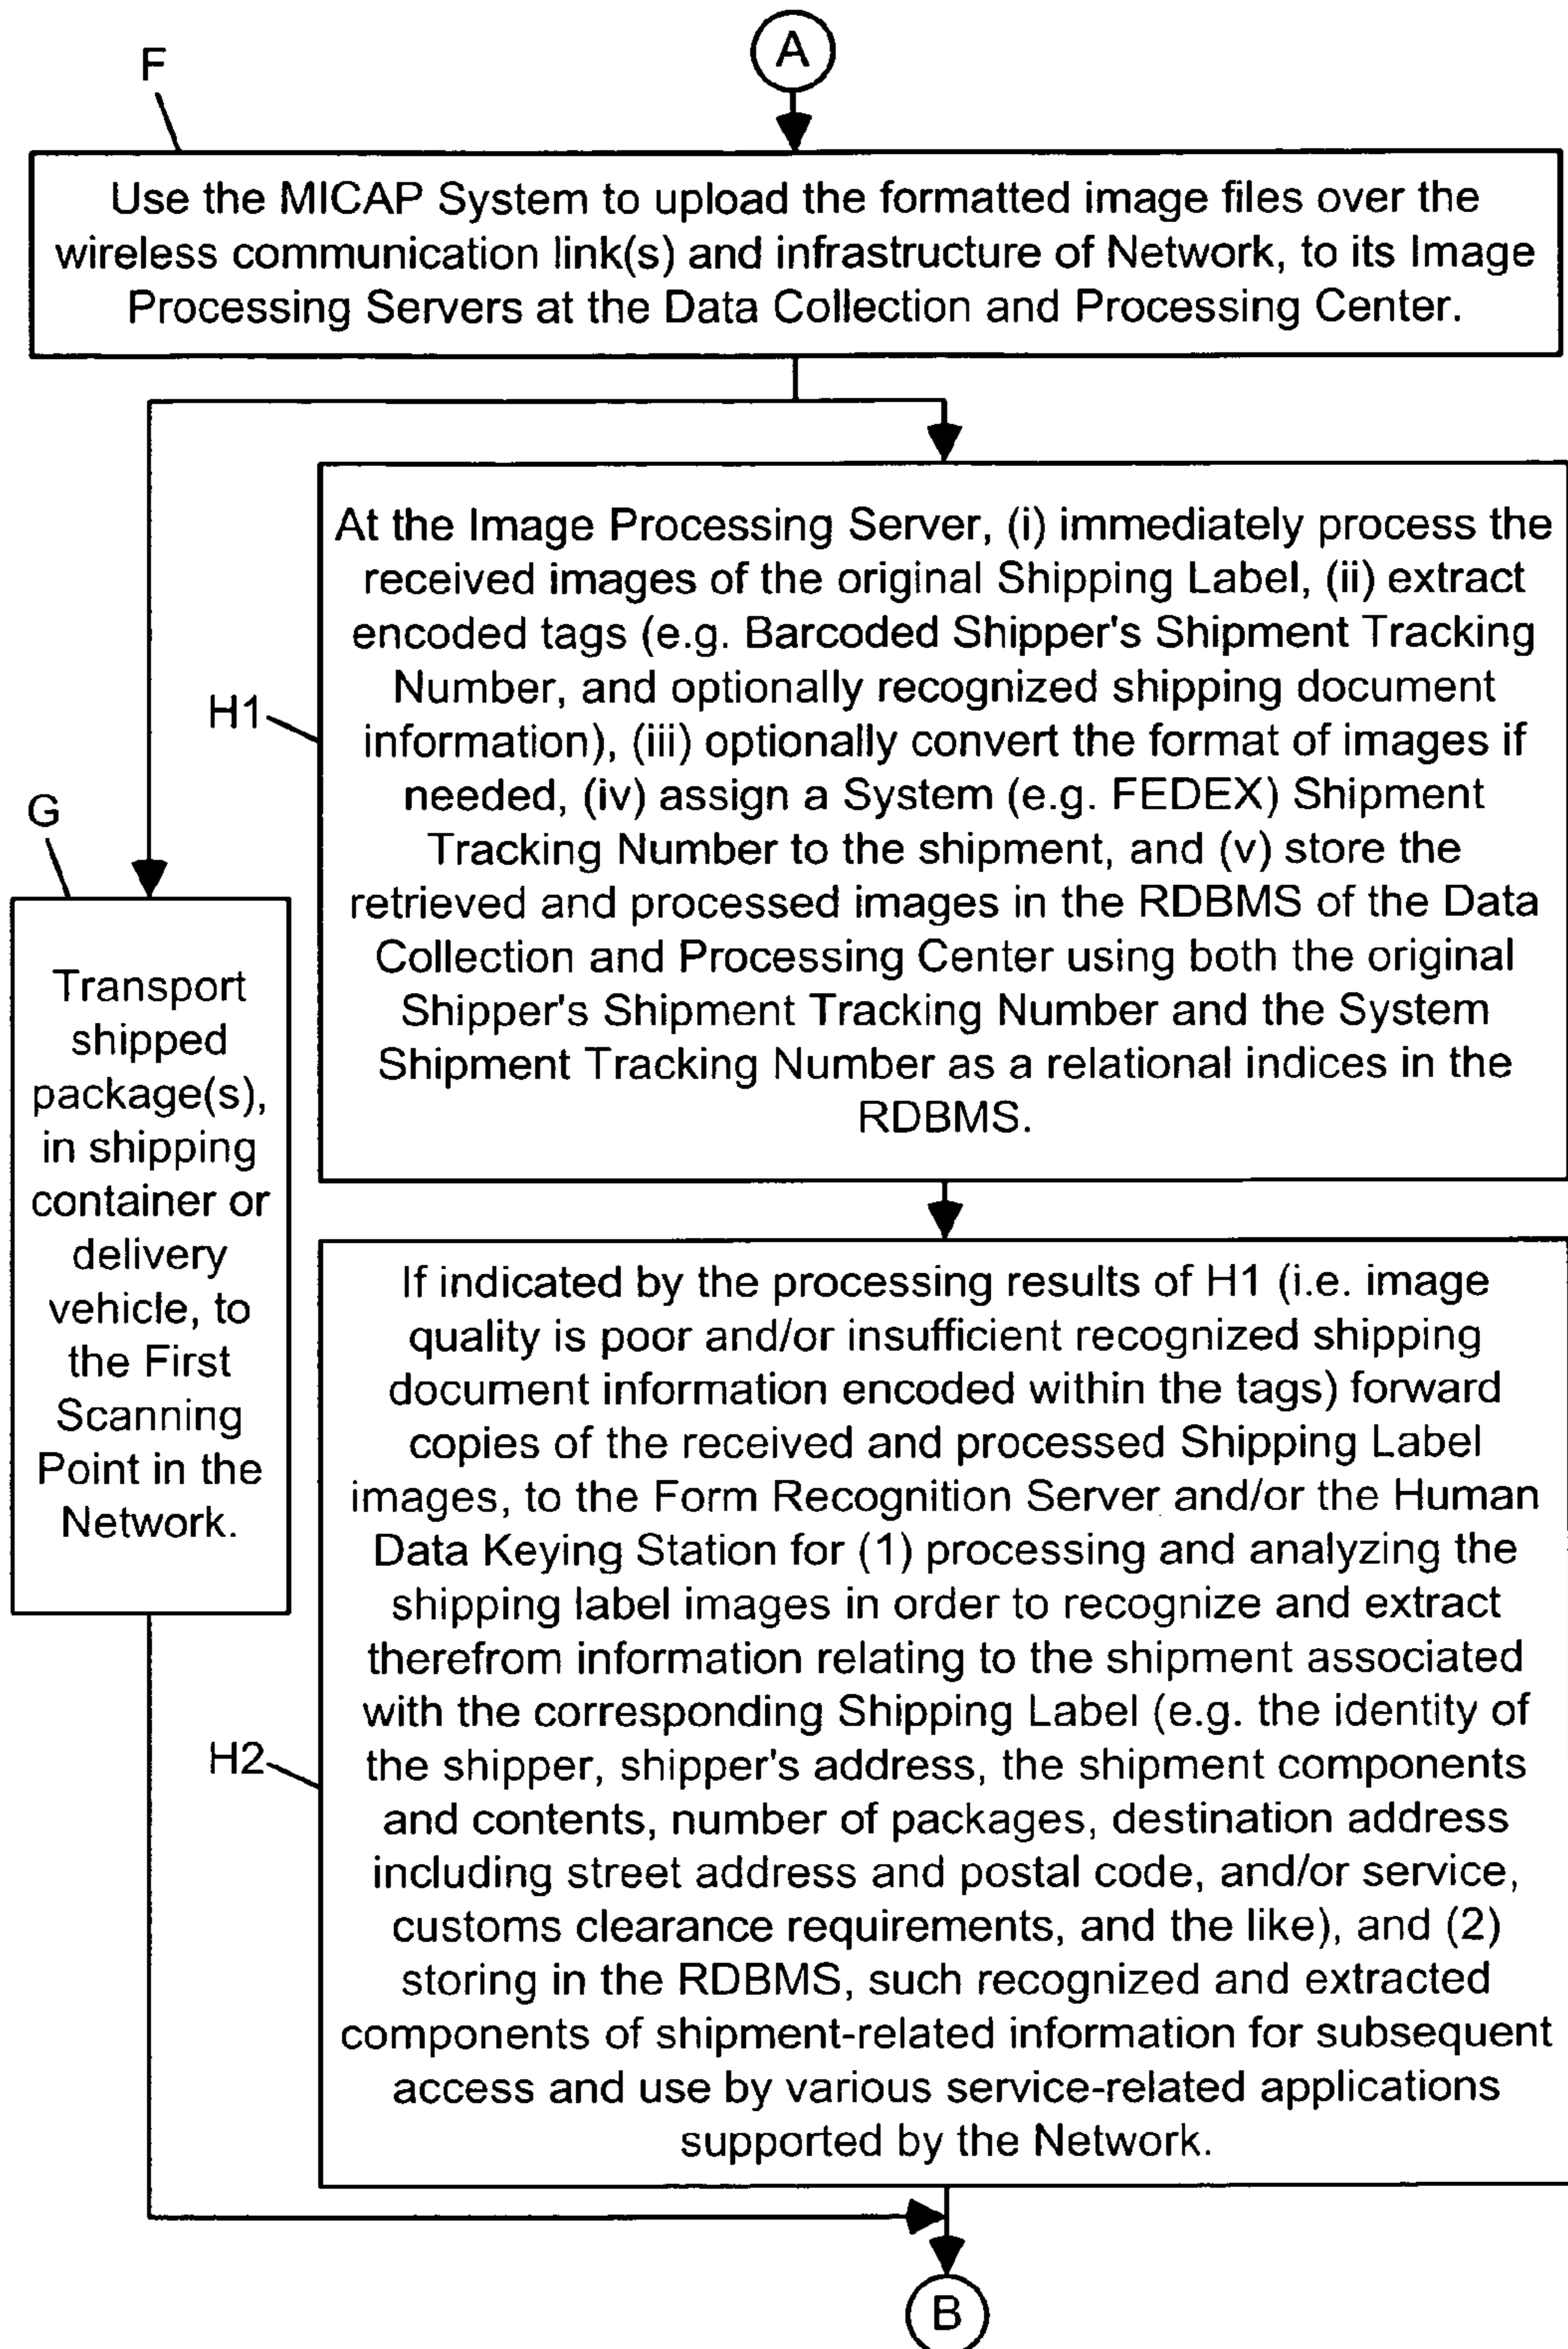 A
F
Use the MICAP System to upload the formatted image files over the
wireless communication link(s) and infrastructure of Network, to its Image
Processing Servers at the Data Collection and Processing Center.
H1
At the Image Processing Server, (i) immediately process the
received images of the original Shipping Label, (ii) extract
encoded tags (e.g. Barcoded Shipper's Shipment Tracking
Number, and optionally recognized shipping document
information), (iii) optionally convert the format of images if
needed, (iv) assign a System (e.g. FEDEX) Shipment
Tracking Number to the shipment, and (v) store the
retrieved and processed images in the RDBMS of the Data
Collection and Processing Center using both the original
Shipper's Shipment Tracking Number and the System
Shipment Tracking Number as a relational indices in the
RDBMS.
G
Transport
shipped
package(s),
in shipping
container or
delivery
vehicle, to
the First
Scanning
Point in the
Network.
H2
If indicated by the processing results of H1 (i.e. image
quality is poor and/or insufficient recognized shipping
document information encoded within the tags) forward
copies of the received and processed Shipping Label
images, to the Form Recognition Server and/or the Human
Data Keying Station for (1) processing and analyzing the
shipping label images in order to recognize and extract
therefrom information relating to the shipment associated
with the corresponding Shipping Label (e.g. the identity of
the shipper, shipper's address, the shipment components
and contents, number of packages, destination address
including street address and postal code, and/or service,
customs clearance requirements, and the like), and (2)
storing in the RDBMS, such recognized and extracted
components of shipment-related information for subsequent
access and use by various service-related applications
supported by the Network.
B